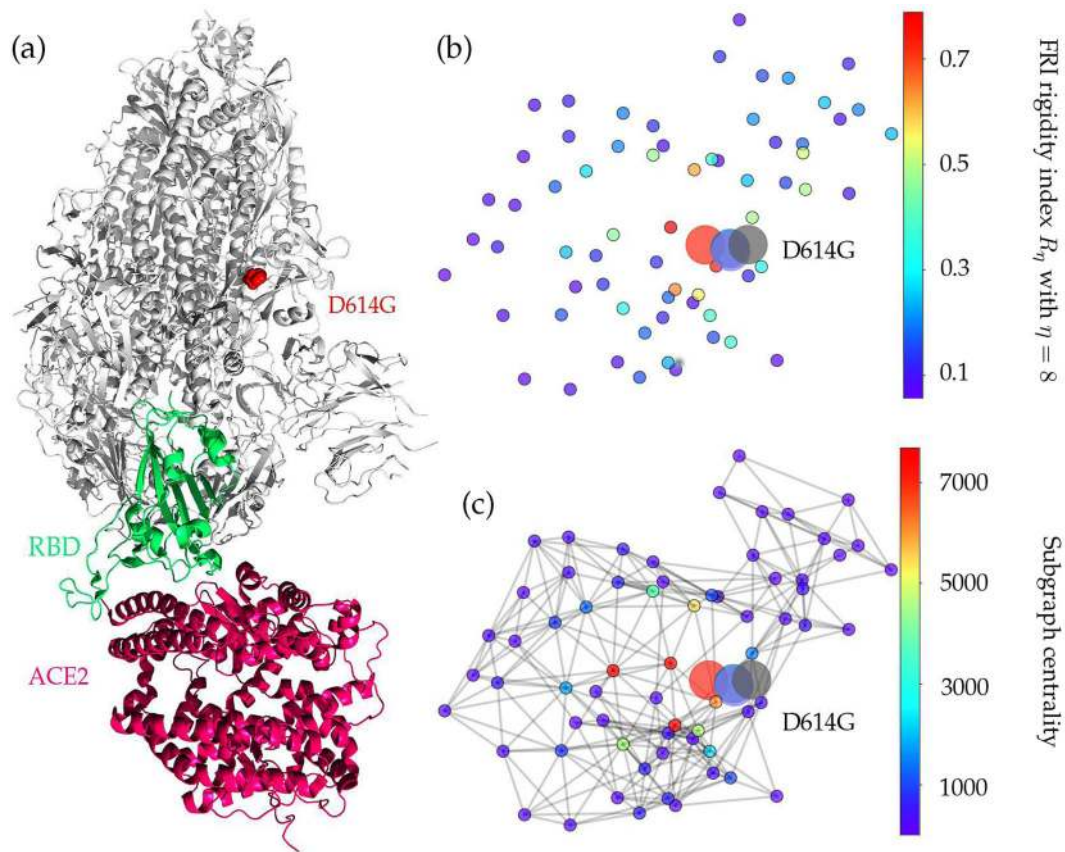 (a)
D614G
RBD
ACE2
(b)
D614G
0.7
0.5
0.3
0.1
FRI rigidity index Rη with η = 8
(c)
D614G
7000
5000
3000
1000
Subgraph centrality